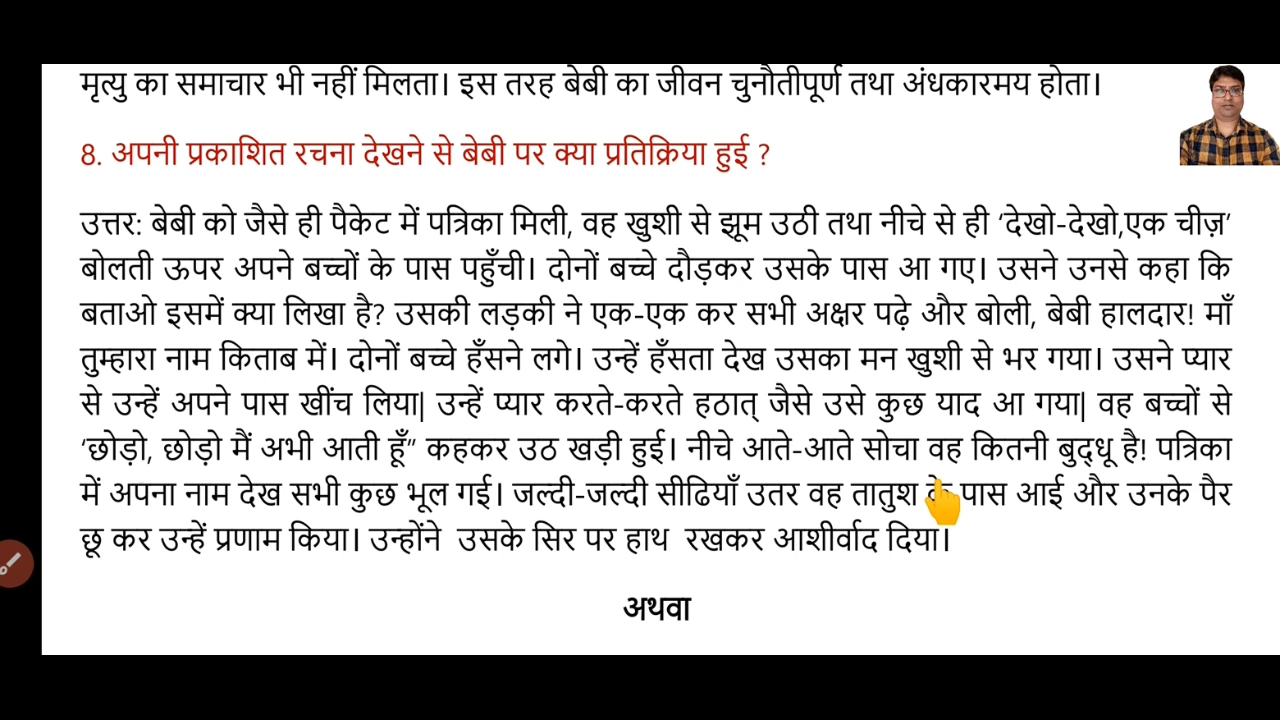 मृत्यु का समाचार भी नहीं मिलता। इस तरह बेबी का जीवन चुनौतीपूर्ण तथा अंधकारमय होता।
8. अपनी प्रकाशित रचना देखने से बेबी पर क्या प्रतिक्रिया हुई ?
उत्तर: बेबी को जैसे ही पैकेट में पत्रिका मिली, वह खुशी से झूम उठी तथा नीचे से ही ‘देखो-देखो,एक चीज़’
बोलती ऊपर अपने बच्चों के पास पहुँची। दोनों बच्चे दौड़कर उसके पास आ गए। उसने उनसे कहा कि
बताओ इसमें क्या लिखा है? उसकी लड़की ने एक-एक कर सभी अक्षर पढ़े और बोली, बेबी हालदार! माँ
तुम्हारा नाम किताब में। दोनों बच्चे हँसने लगे। उन्हें हँसता देख उसका मन खुशी से भर गया। उसने प्यार
से उन्हें अपने पास खींच लिया| उन्हें प्यार करते-करते हठात् जैसे उसे कुछ याद आ गया| वह बच्चों से
‘छोड़ो, छोड़ो मैं अभी आती हूँ” कहकर उठ खड़ी हुई। नीचे आते-आते सोचा वह कितनी बुद्धू है! पत्रिका
में अपना नाम देख सभी कुछ भूल गई। जल्दी-जल्दी सीढियाँ उतर वह तातुश के पास आई और उनके पैर
छू कर उन्हें प्रणाम किया। उन्होंने उसके सिर पर हाथ रखकर आशीर्वाद दिया।
अथवा